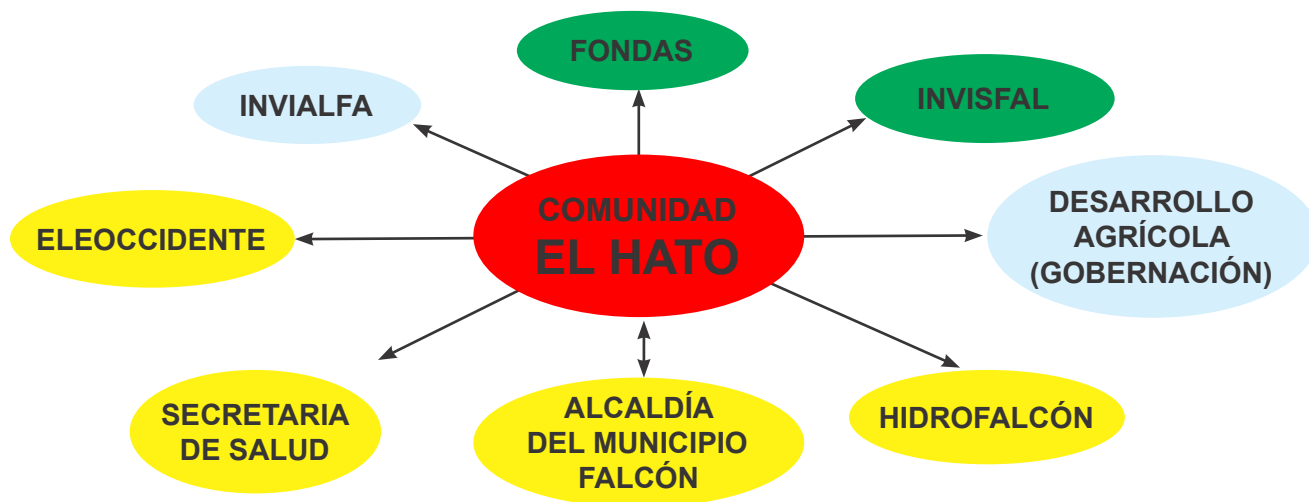 FONDAS
INVIALFA
INVISFAL
COMUNIDAD
EL HATO
DESARROLLO
AGRÍCOLA
(GOBERNACIÓN)
ELEOCCIDENTE
SECRETARIA
DE SALUD
ALCALDÍA
DEL MUNICIPIO
FALCÓN
HIDROFALCÓN